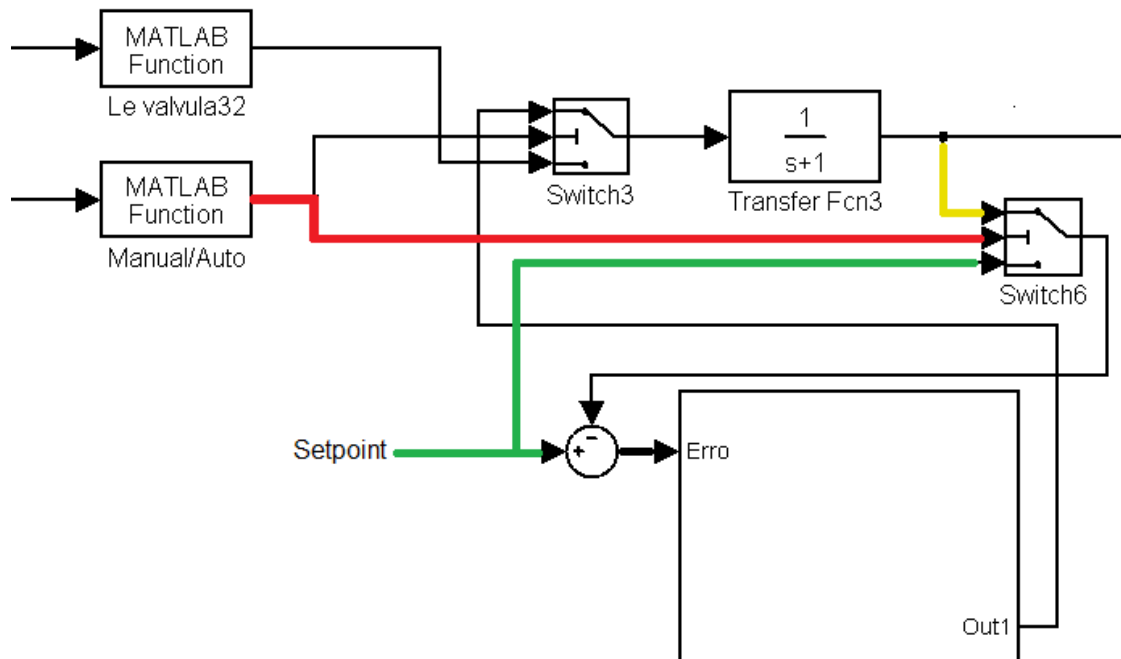 MATLAB
Function
Le valvula32
MATLAB
Function
Manual/Auto
Switch3
1
s+1
Transfer Fcn3
Switch6
Setpoint
+
-
Erro
Out1